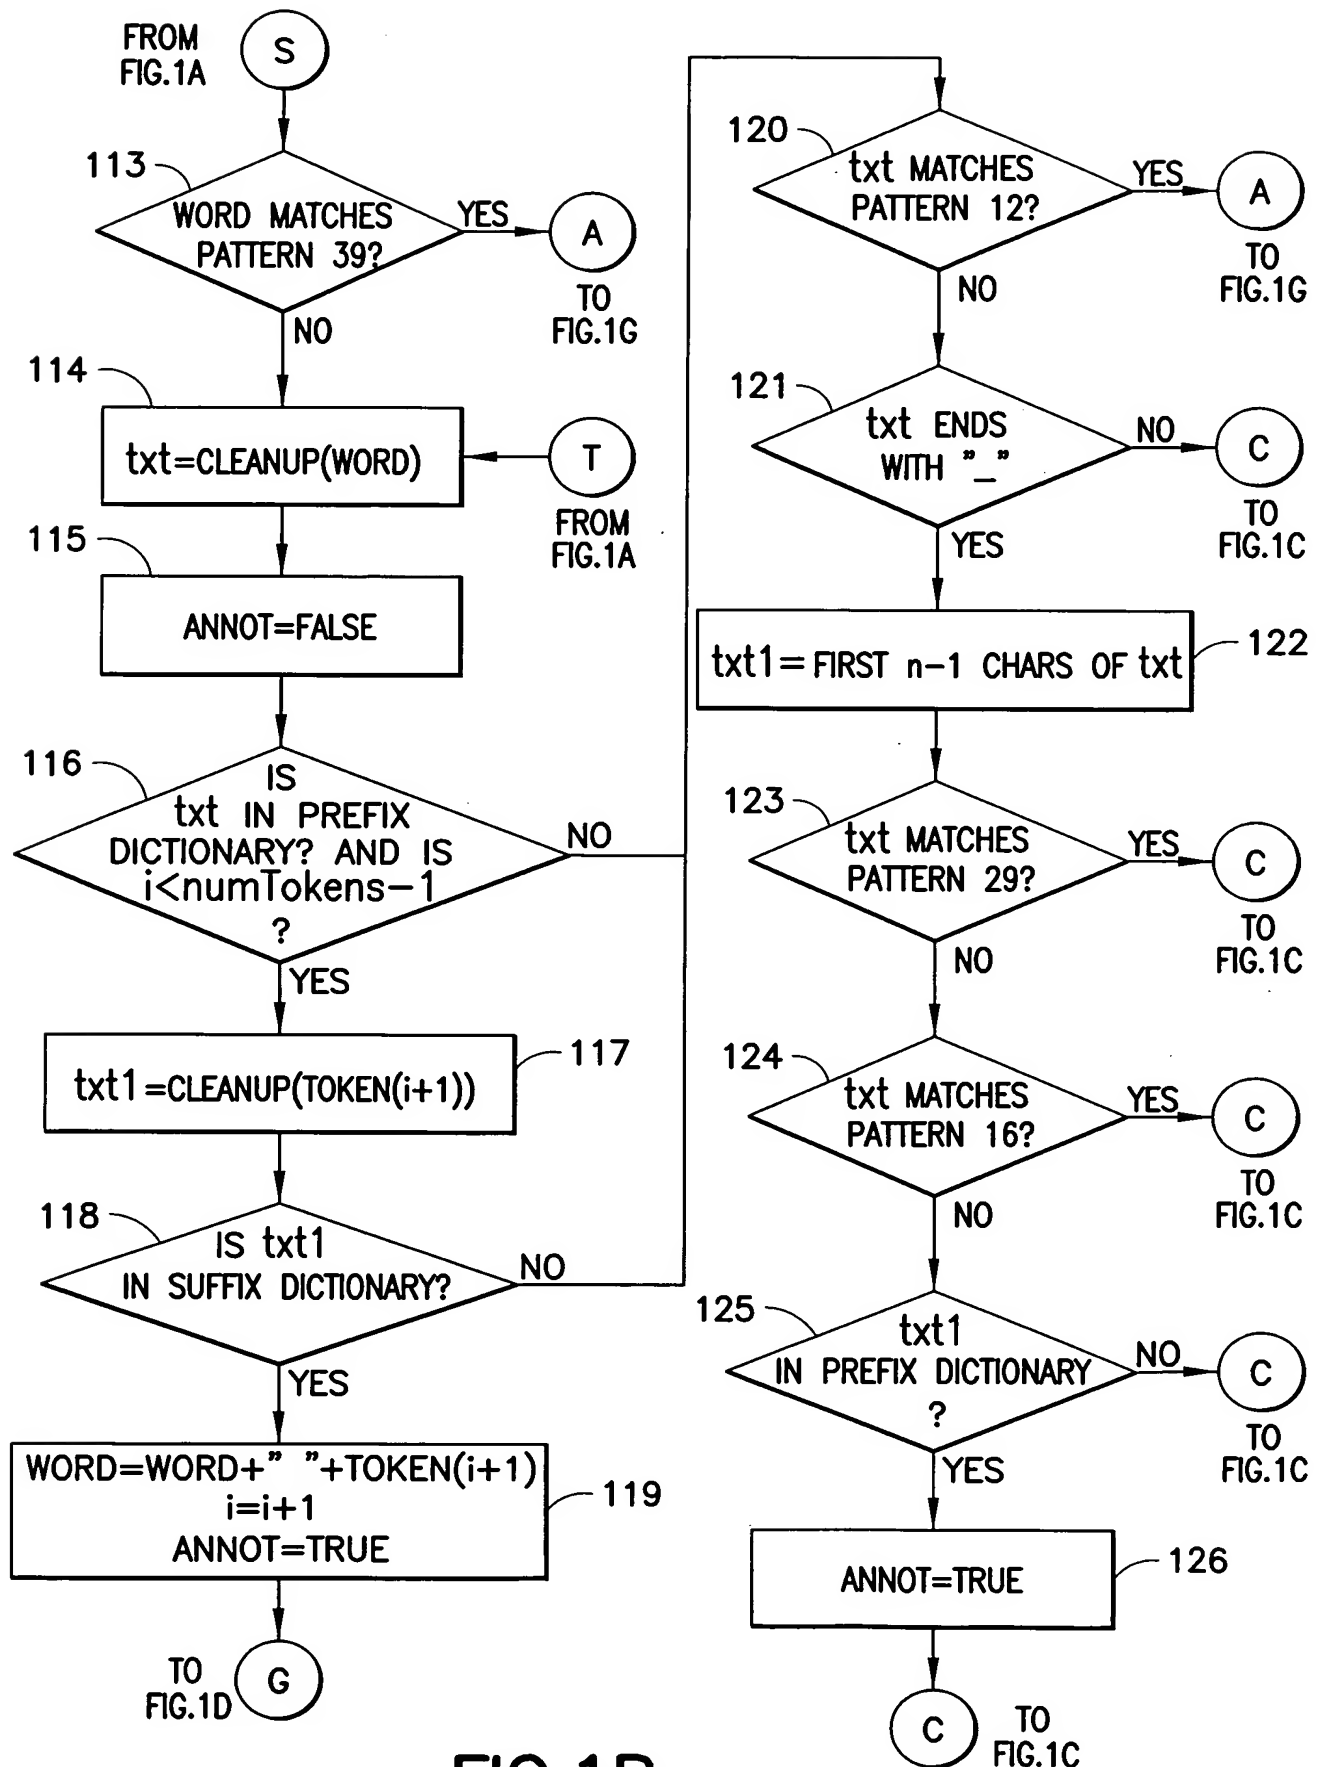 FROM
FIG.1A
S
113
WORD MATCHES
PATTERN 39?
YES
A
TO
FIG.1G
NO
114
txt=CLEANUP(WORD)
T
FROM
FIG.1A
115
ANNOT=FALSE
116
IS
txt IN PREFIX
DICTIONARY? AND IS
i<numTokens-1
?
NO
YES
117
txt1=CLEANUP(TOKEN(i+1))
118
IS txt1
IN SUFFIX DICTIONARY?
NO
YES
WORD=WORD+" "+TOKEN(i+1)
i=i+1
ANNOT=TRUE
119
TO
FIG.1D
G
120
txt MATCHES
PATTERN 12?
YES
A
TO
FIG.1G
NO
121
txt ENDS
WITH "_"
NO
C
TO
FIG.1C
YES
txt1=FIRST n-1 CHARS OF txt
122
123
txt MATCHES
PATTERN 29?
YES
C
TO
FIG.1C
NO
124
txt MATCHES
PATTERN 16?
YES
C
TO
FIG.1C
NO
125
txt1
IN PREFIX DICTIONARY
?
NO
C
TO
FIG.1C
YES
ANNOT=TRUE
126
C
TO
FIG.1C